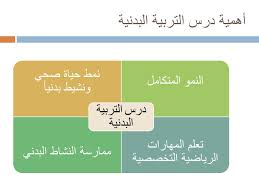 أهمية درس التربية البدنية
النمو المتكامل
نمط حياة صحي
ونشيط بدنياً
درس التربية
البدنية
تعلم المهارات
الرياضية التخصصية
ممارسة النشاط البدني